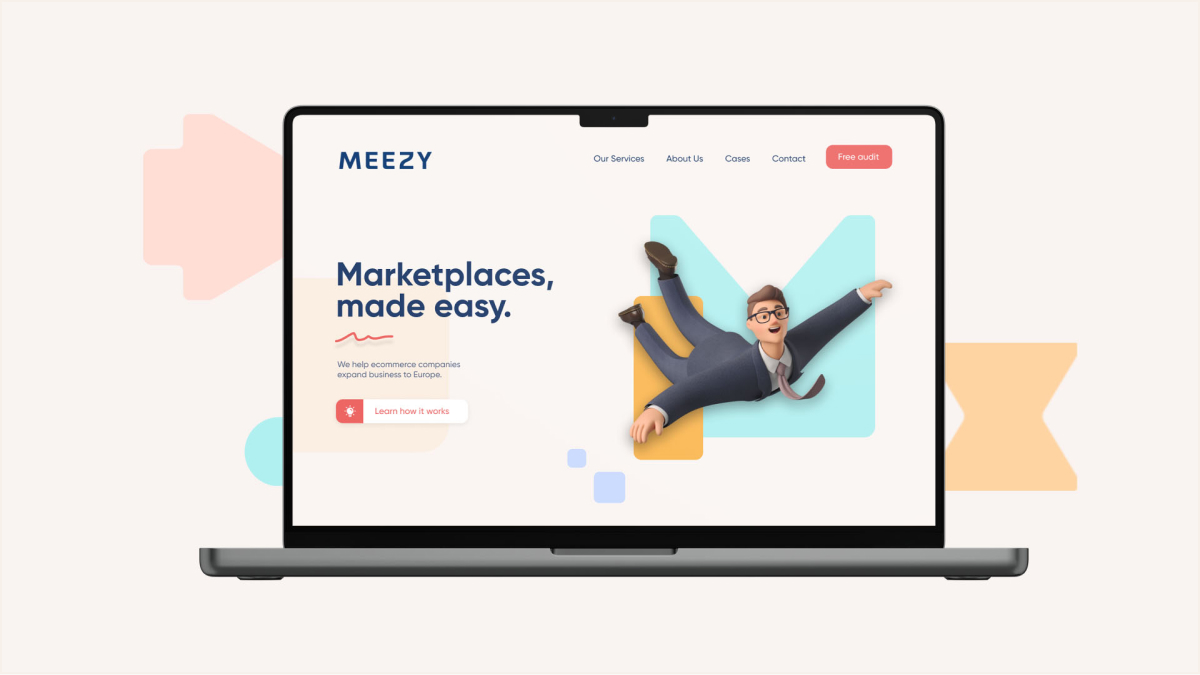 MEEZY
Our Services
About Us
Cases
Contact
Free audit
Marketplaces,
made easy.
We help ecommerce companies
expand business to Europe.
Learn how it works